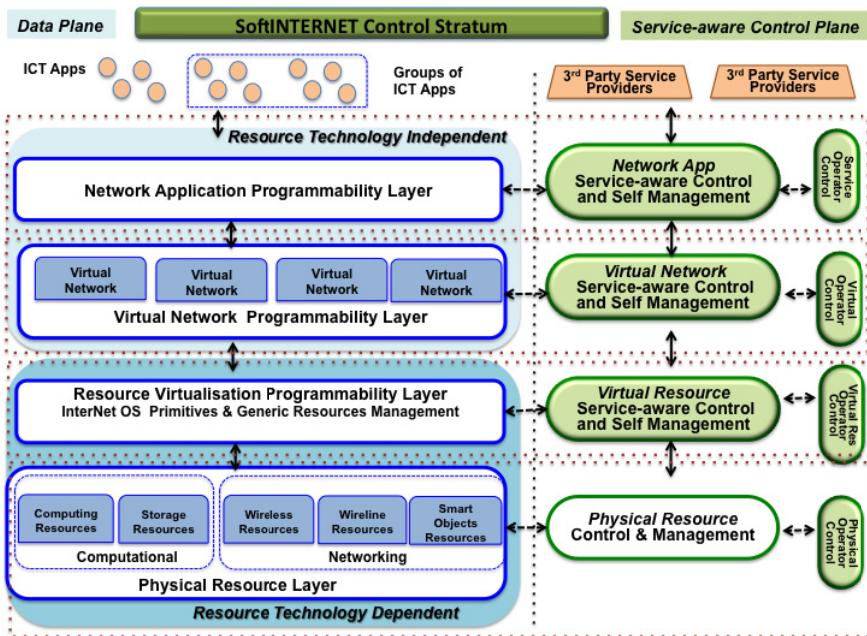 Data Plane
SoftINTERNET Control Stratum
Service-aware Control Plane
ICT Apps
Groups of
ICT Apps
3rd Party Service
Providers
3rd Party Service
Providers
Resource Technology Independent
Network Application Programmability Layer
Network App
Service-aware Control
and Self Management
Service
Operator
Control
Virtual
Network
Virtual
Network
Virtual
Network
Virtual
Network
Virtual Network Programmability Layer
Virtual Network
Service-aware Control
and Self Management
Virtual
Operator
Control
Resource Virtualisation Programmability Layer
InterNet OS Primitives & Generic Resources Management
Virtual Resource
Service-aware Control
and Self Management
Virtual Res
Operator
Control
Computing
Resources
Storage
Resources
Computational
Wireless
Resources
Wireline
Resources
Smart
Objects
Resources
Networking
Physical Resource Layer
Physical Resource
Control & Management
Physical
Operator
Control
Resource Technology Dependent